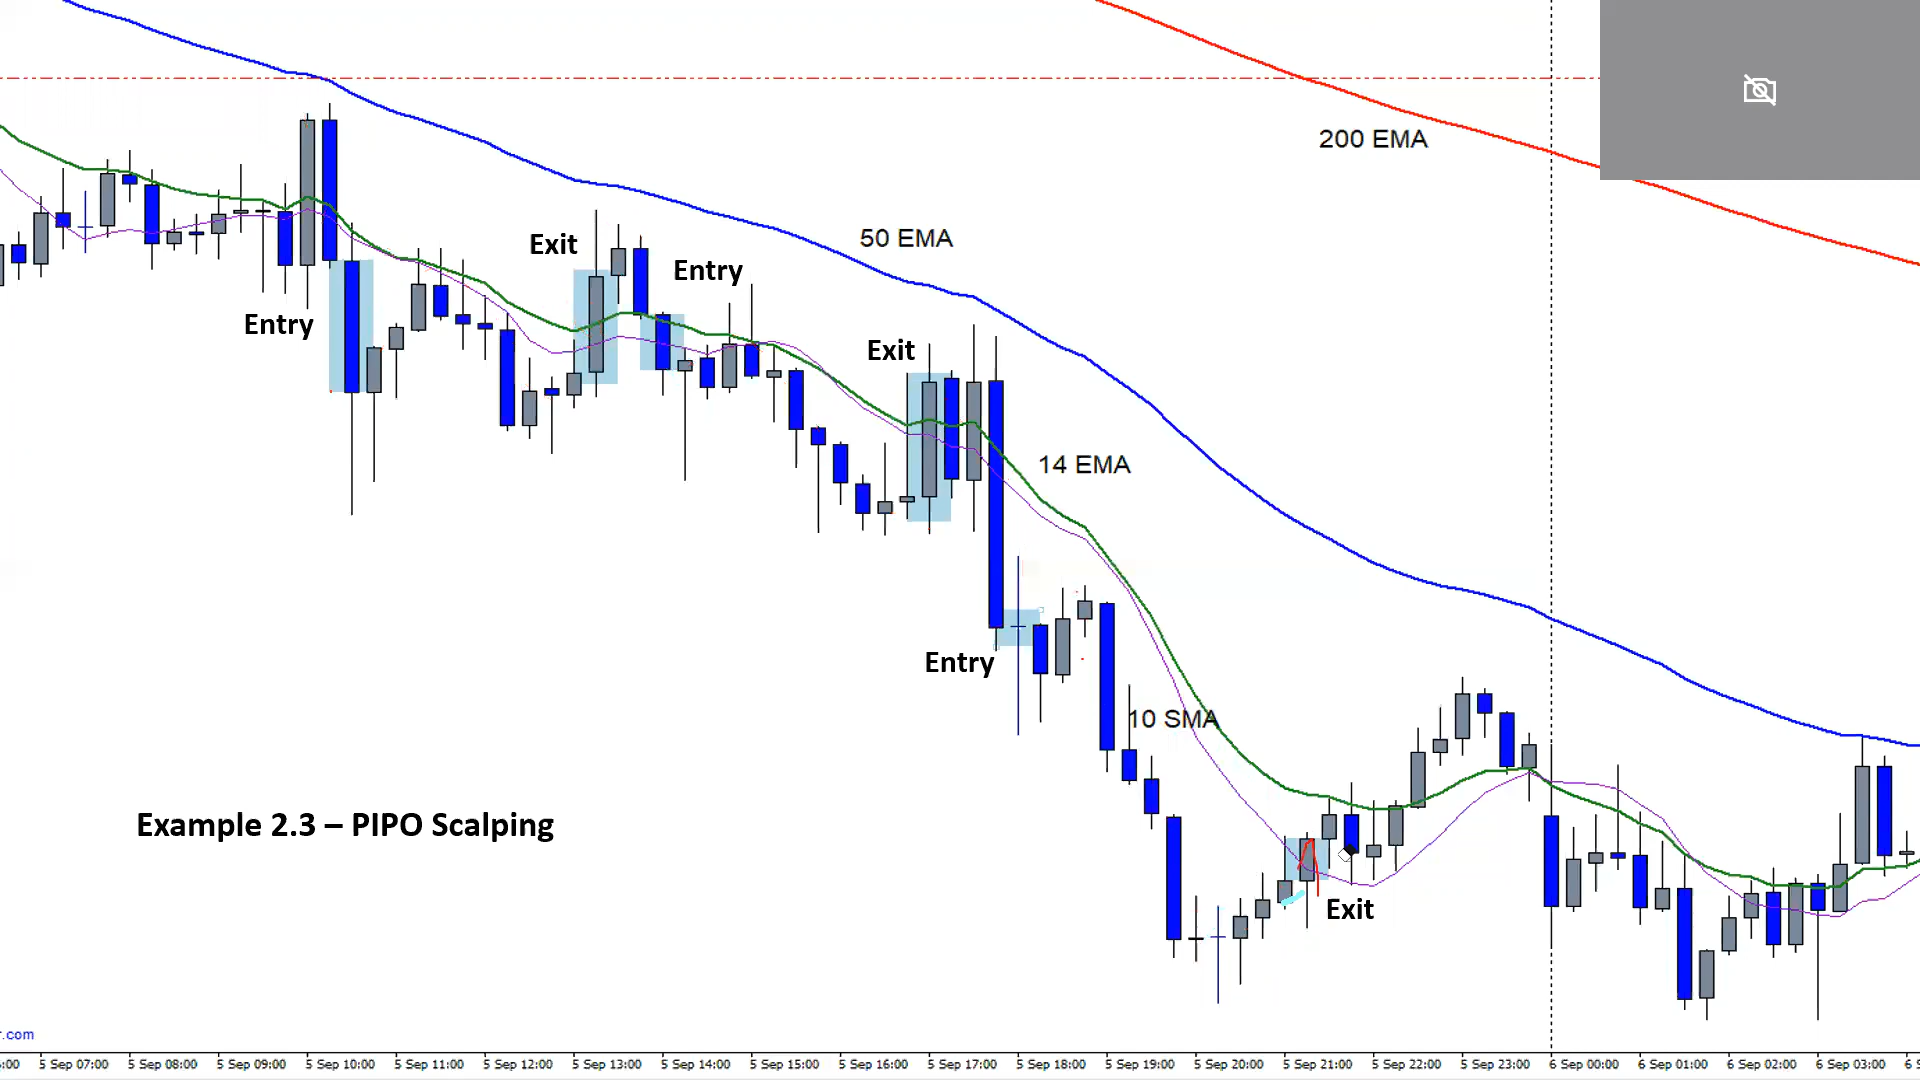 200 EMA
50 EMA
Exit
Entry
Entry
Exit
14 EMA
Entry
10 SMA
Example 2.3 – PIPO Scalping
Exit
.com
:00 5 Sep 07:00 5 Sep 08:00 5 Sep 09:00 5 Sep 10:00 5 Sep 11:00 5 Sep 12:00 5 Sep 13:00 5 Sep 14:00 5 Sep 15:00 5 Sep 16:00 5 Sep 17:00 5 Sep 18:00 5 Sep 19:00 5 Sep 20:00 5 Sep 21:00 5 Sep 22:00 5 Sep 23:00 6 Sep 00:00 6 Sep 01:00 6 Sep 02:00 6 Sep 03:00 6 S